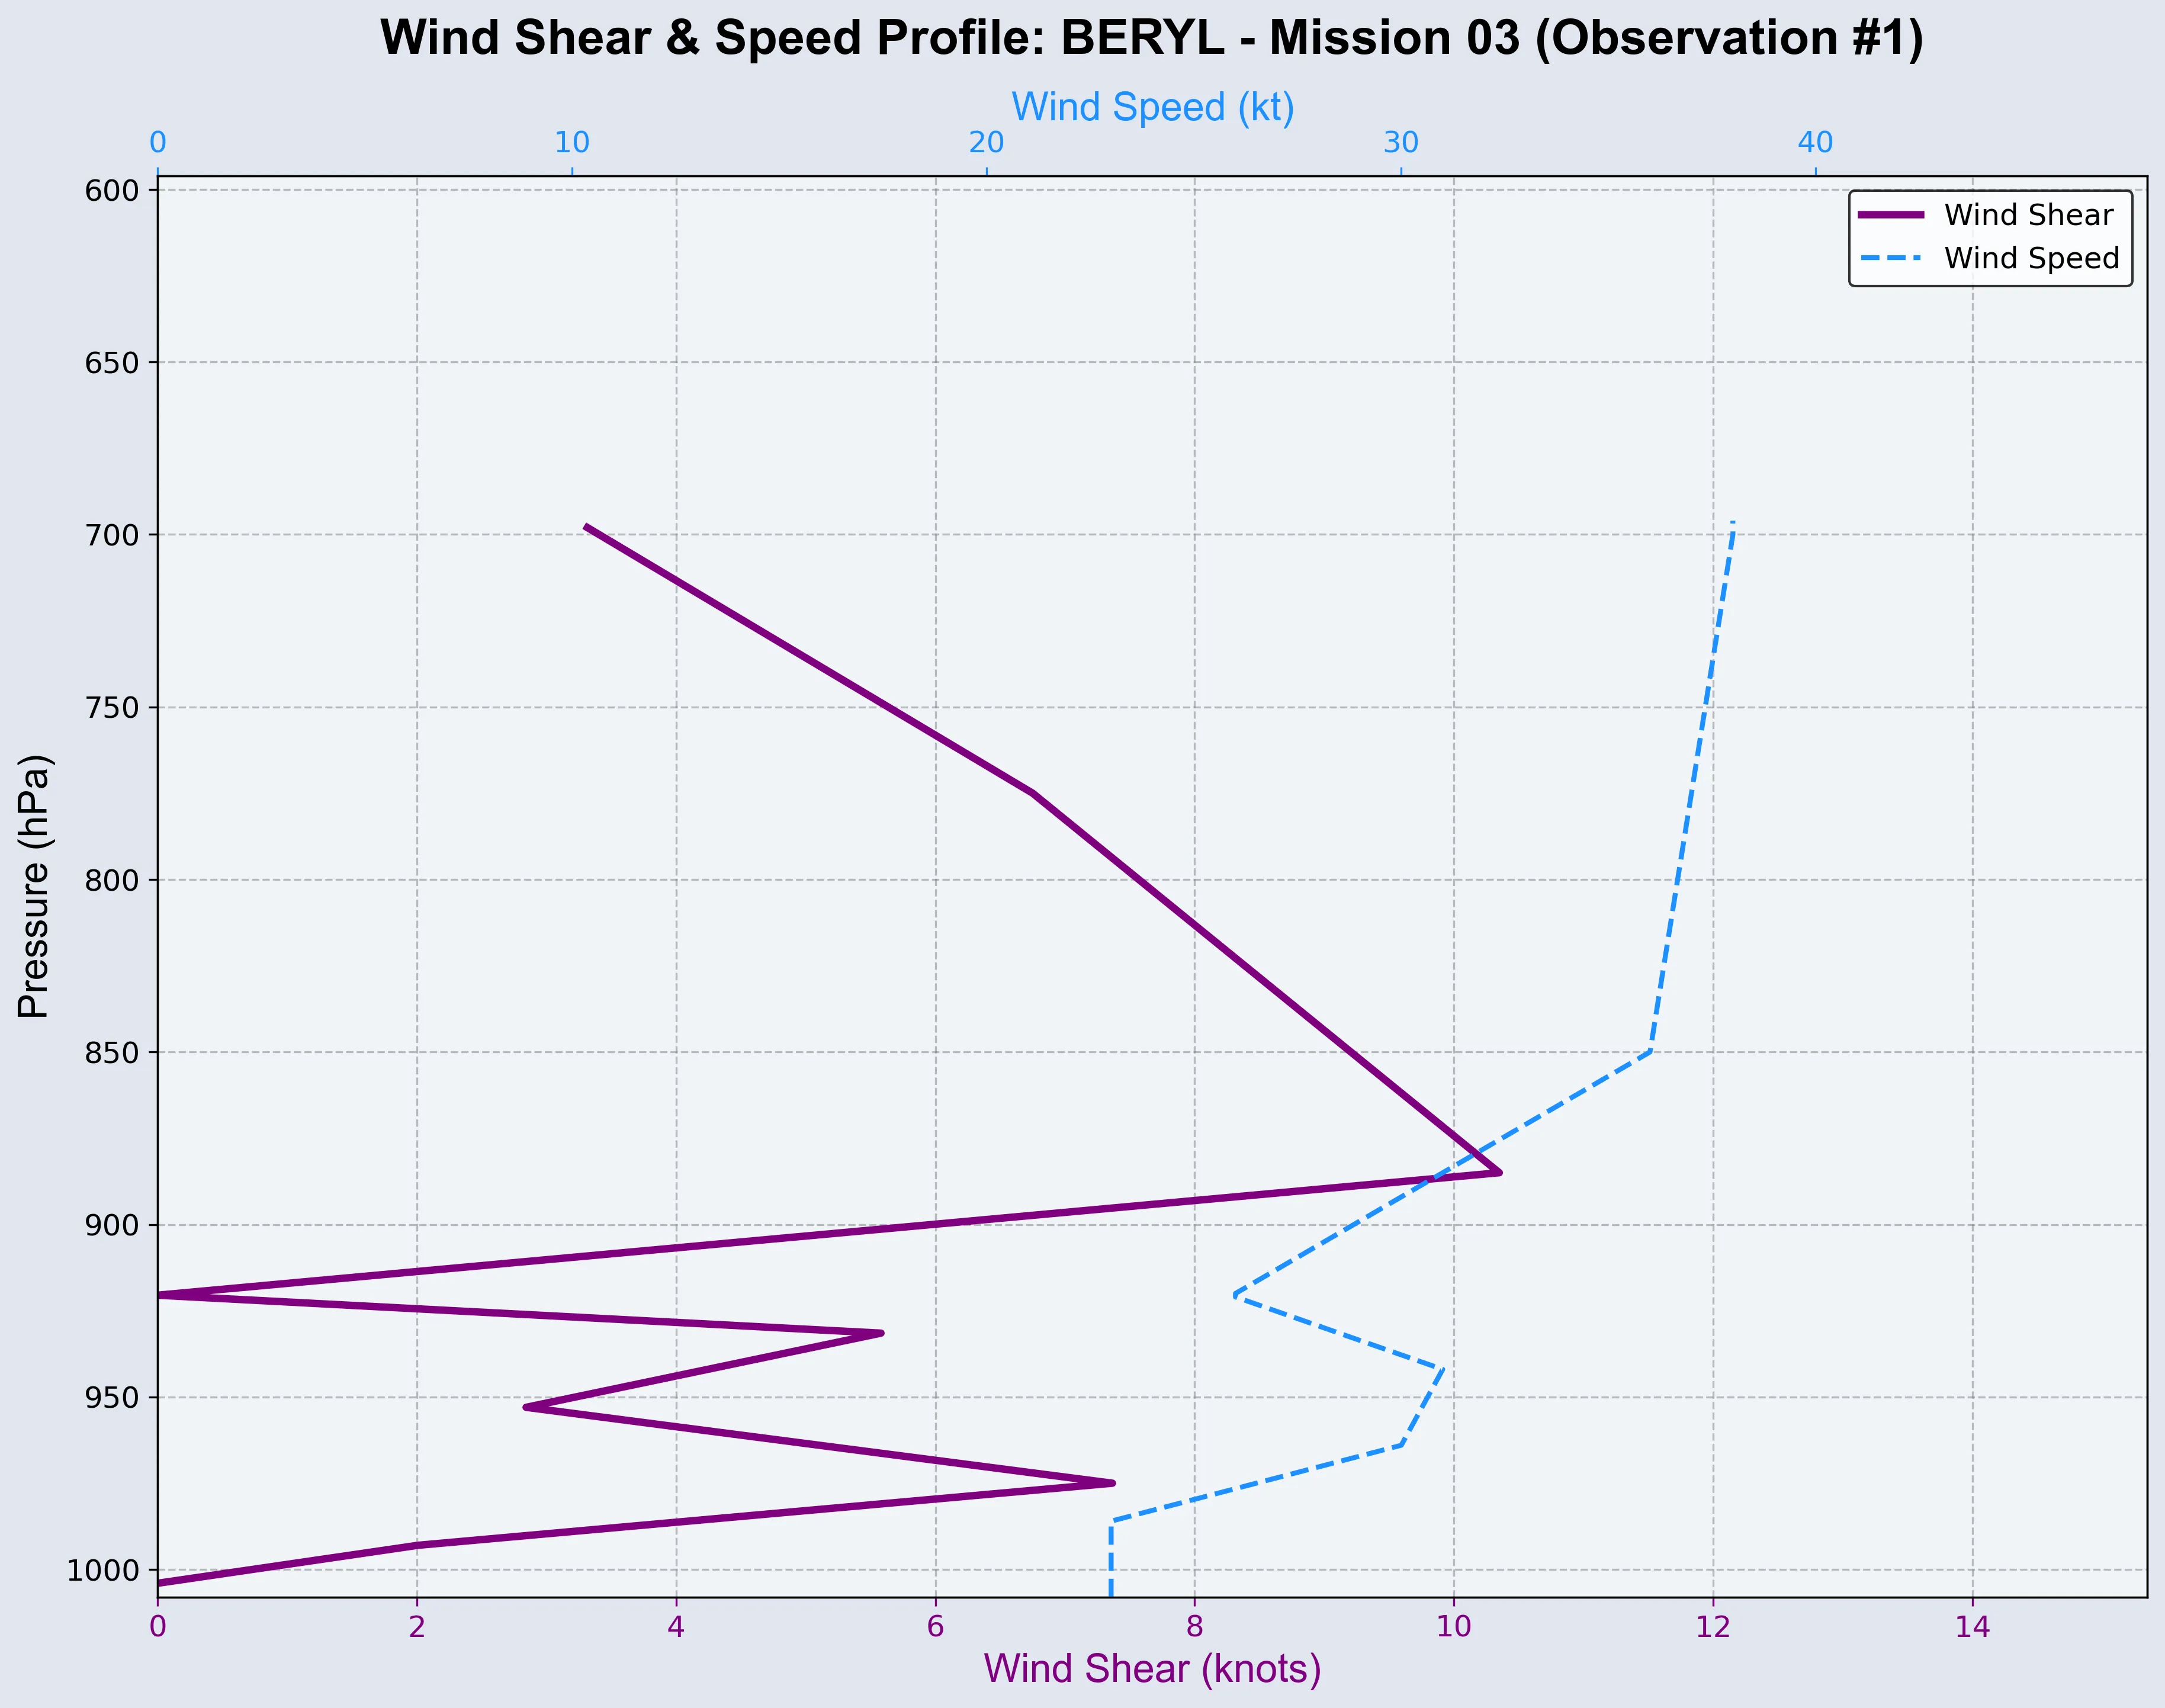 Wind Shear & Speed Profile: BERYL - Mission 03 (Observation #1)
Wind Speed (kt)
0 10 20 30 40
Wind Shear
Wind Speed
600
650
700
750
800
850
900
950
1000
Pressure (hPa)
0 2 4 6 8 10 12 14
Wind Shear (knots)